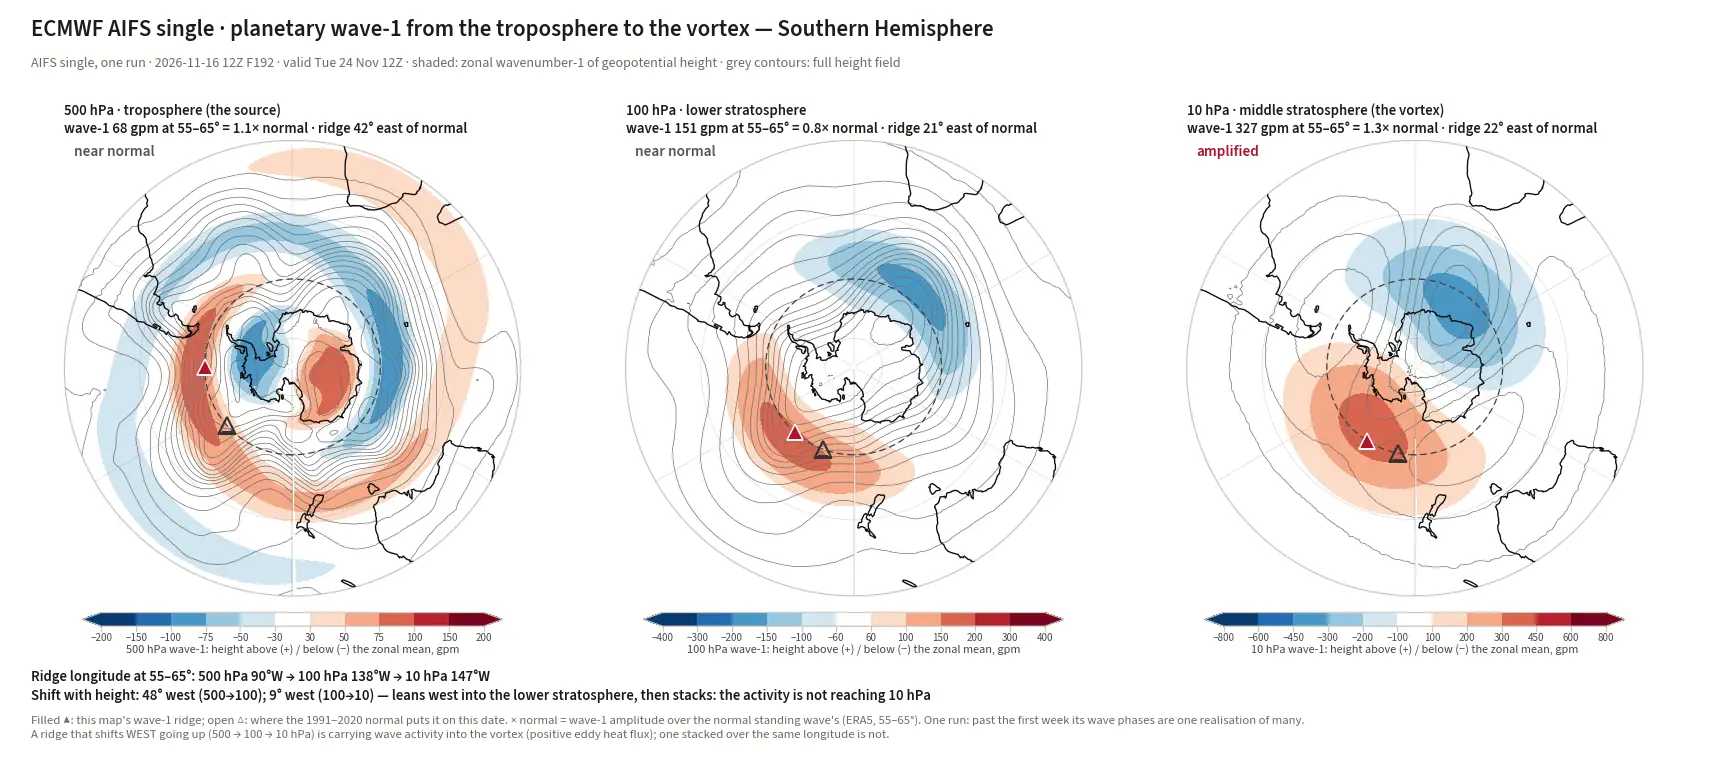 ECMWF AIFS single · planetary wave-1 from the troposphere to the vortex — Southern Hemisphere
AIFS single, one run · 2026-11-16 12Z F192 · valid Tue 24 Nov 12Z · shaded: zonal wavenumber-1 of geopotential height · grey contours: full height field
500 hPa · troposphere (the source)
wave-1 68 gpm at 55–65° = 1.1× normal · ridge 42° east of normal
near normal
100 hPa · lower stratosphere
wave-1 151 gpm at 55–65° = 0.8× normal · ridge 21° east of normal
near normal
10 hPa · middle stratosphere (the vortex)
wave-1 327 gpm at 55–65° = 1.3× normal · ridge 22° east of normal
amplified
−200 −150 −100 −75 −50 −30 30 50 75 100 150 200
500 hPa wave-1: height above (+) / below (−) the zonal mean, gpm
−400 −300 −200 −150 −100 −60 60 100 150 200 300 400
100 hPa wave-1: height above (+) / below (−) the zonal mean, gpm
−800 −600 −450 −300 −200 −100 100 200 300 450 600 800
10 hPa wave-1: height above (+) / below (−) the zonal mean, gpm
Ridge longitude at 55–65°: 500 hPa 90°W → 100 hPa 138°W → 10 hPa 147°W
Shift with height: 48° west (500→100); 9° west (100→10) — leans west into the lower stratosphere, then stacks: the activity is not reaching 10 hPa
Filled ▲: this map's wave-1 ridge; open △: where the 1991–2020 normal puts it on this date. × normal = wave-1 amplitude over the normal standing wave's (ERA5, 55–65°). One run: past the first week its wave phases are one realisation of many.
A ridge that shifts WEST going up (500 → 100 → 10 hPa) is carrying wave activity into the vortex (positive eddy heat flux); one stacked over the same longitude is not.